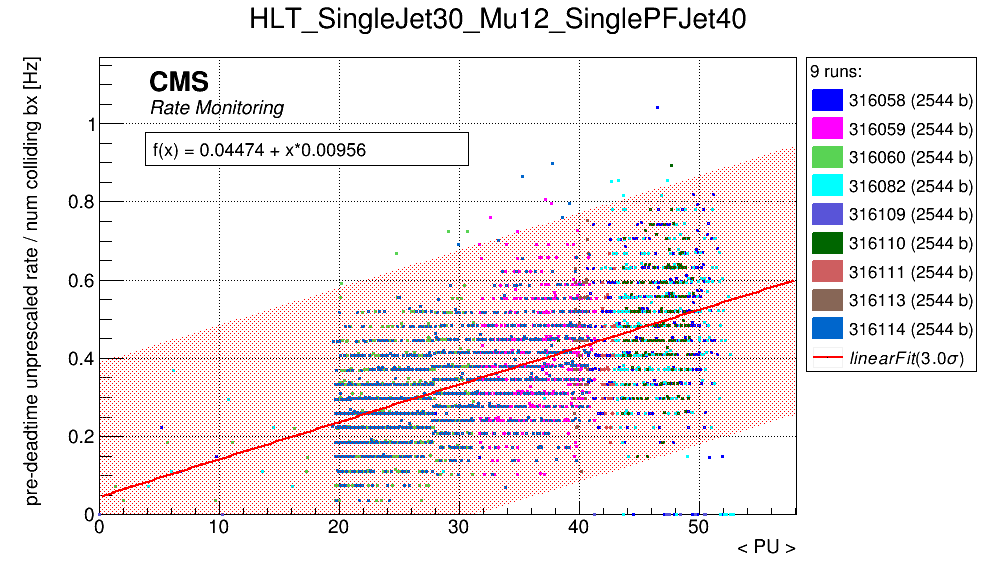 HLT_SingleJet30_Mu12_SinglePFJet40
pre-deadtime unprescaled rate / num colliding bx [Hz]
CMS
Rate Monitoring
f(x) = 0.04474 + x*0.00956
1
0.8
0.6
0.4
0.2
0
0 10 20 30 40 50
< PU >
9 runs:
316058 (2544 b)
316059 (2544 b)
316060 (2544 b)
316082 (2544 b)
316109 (2544 b)
316110 (2544 b)
316111 (2544 b)
316113 (2544 b)
316114 (2544 b)
linearFit(3.0σ)